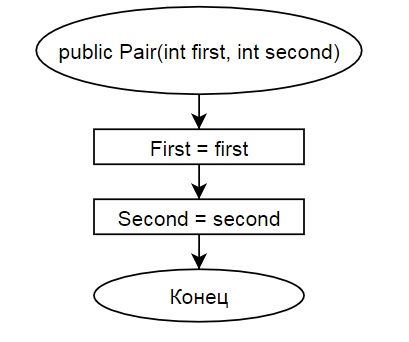 public Pair(int first, int second)
First = first
Second = second
Конец